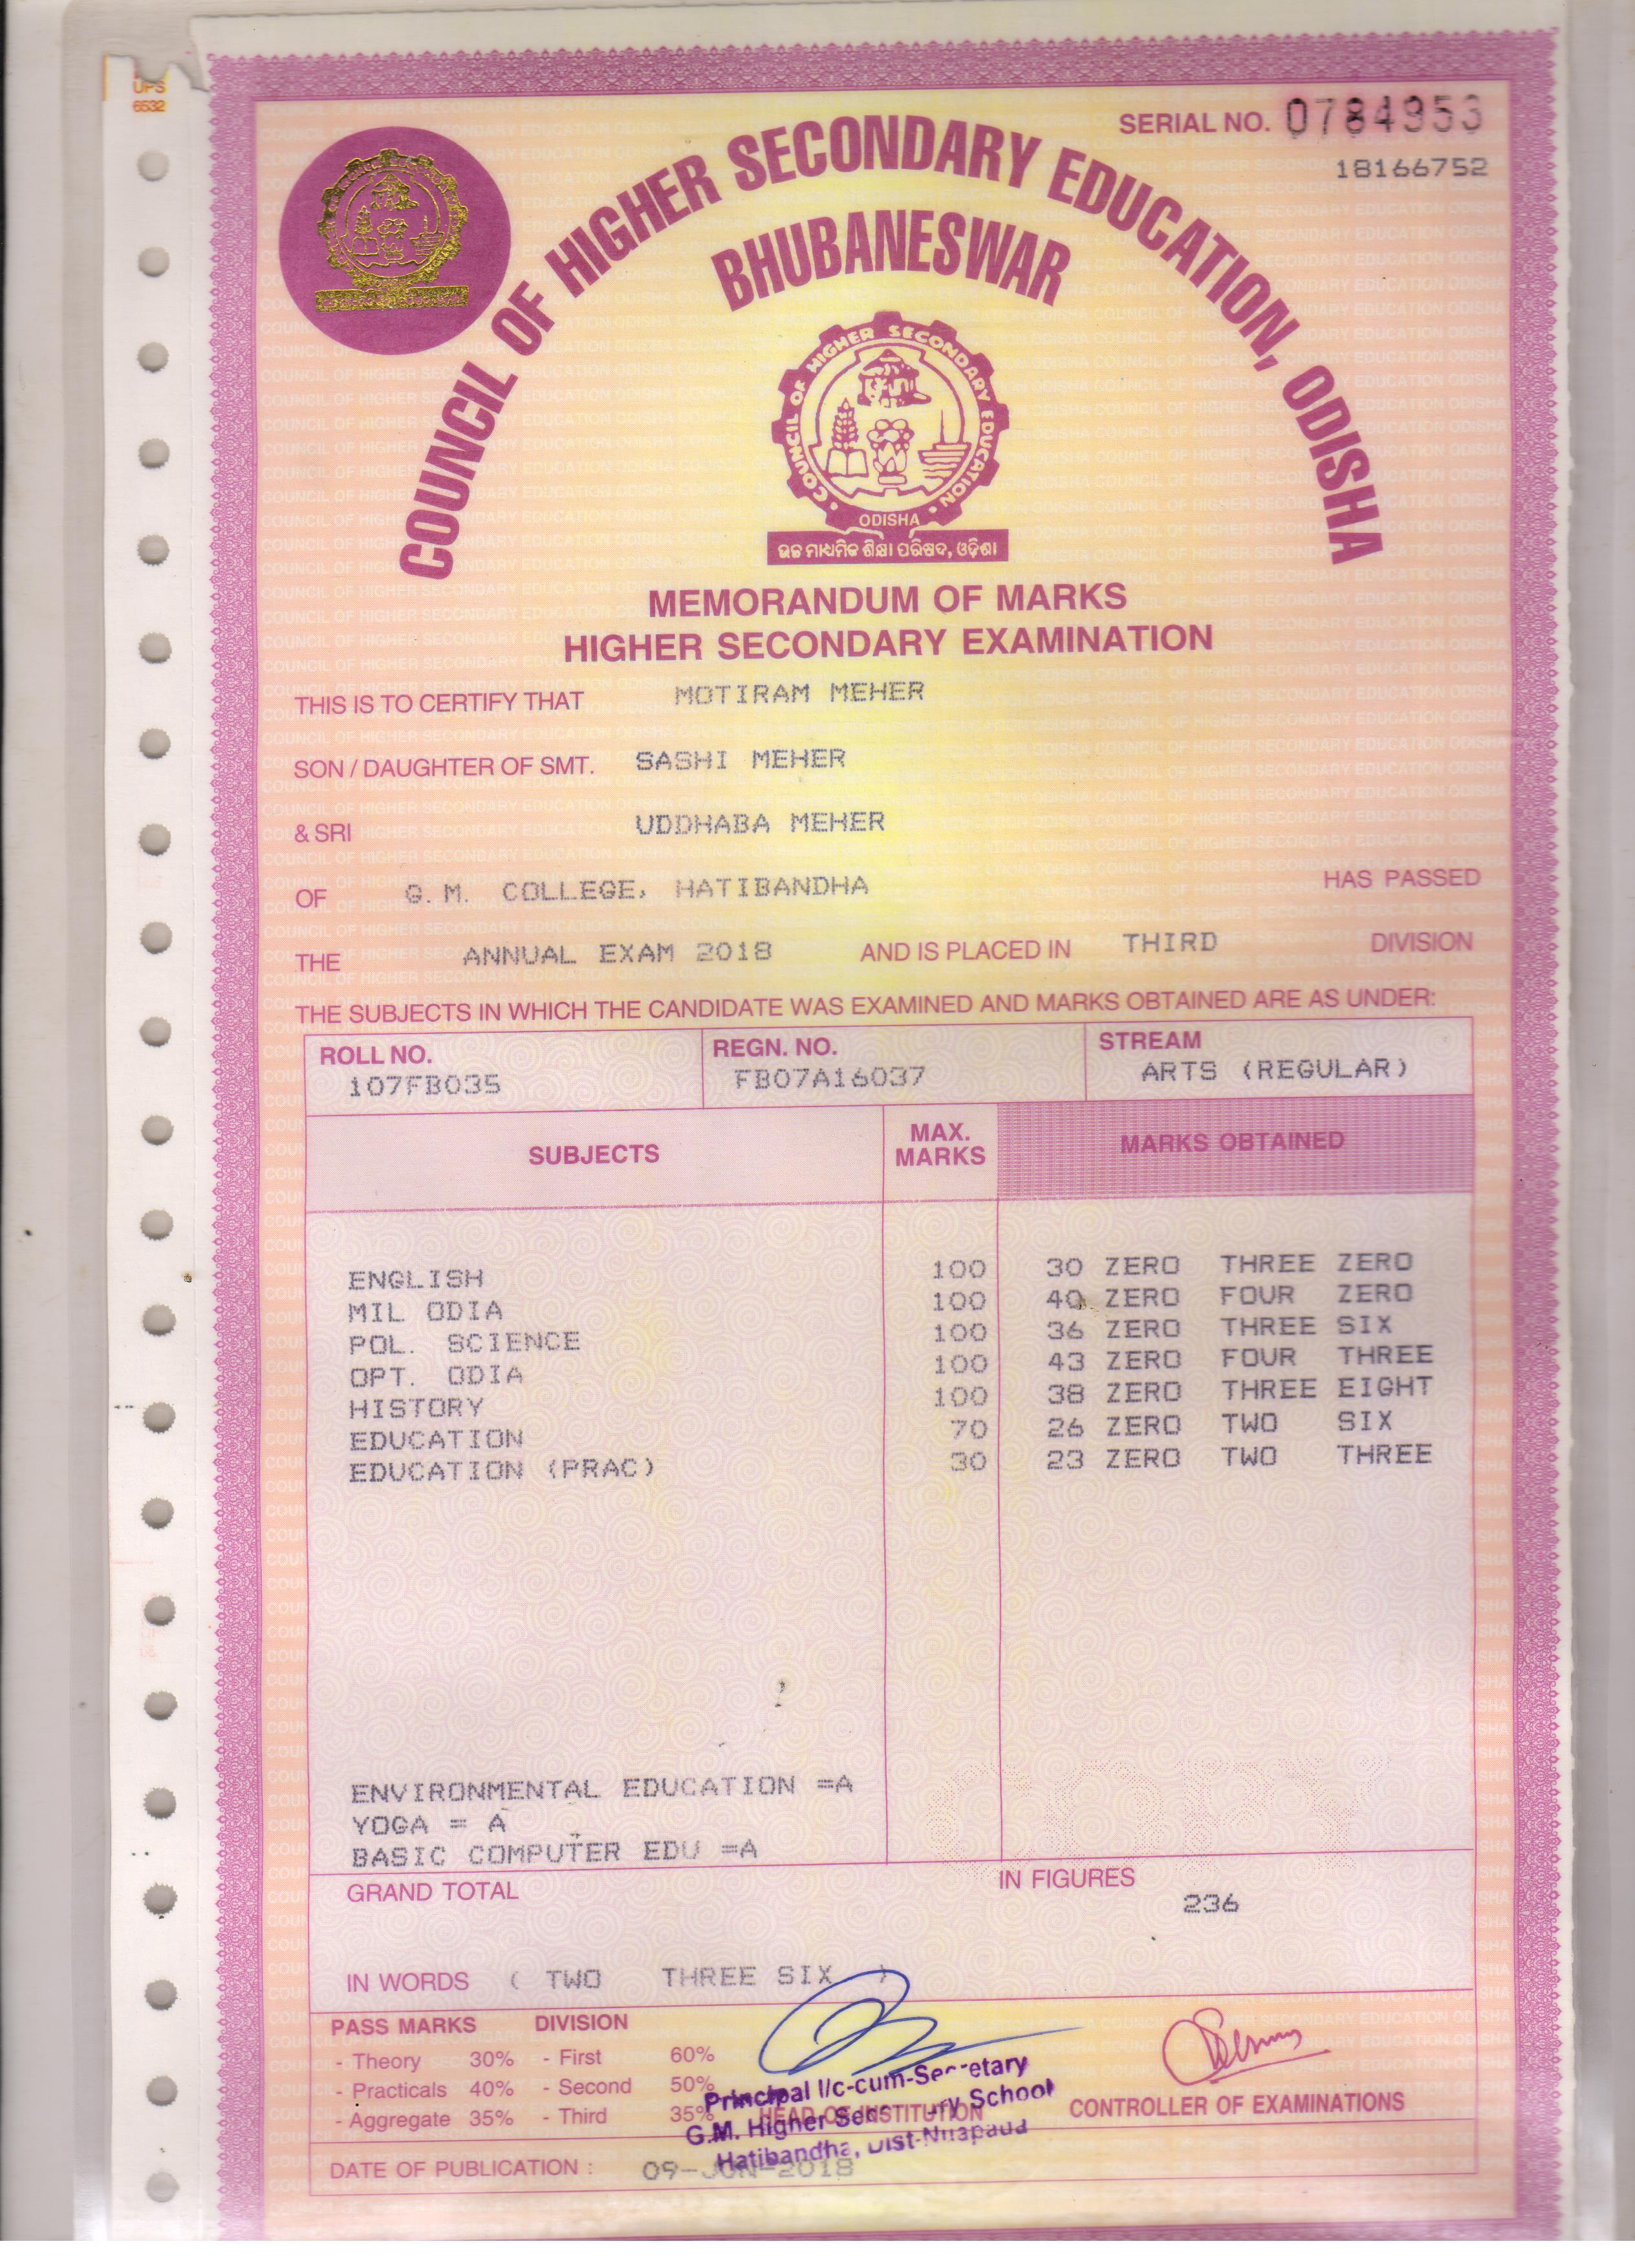 UPS
6532
SERIAL NO. 0784953
18166752
COUNCIL OF HIGHER SECONDARY EDUCATION, ODISHA
BHUBANESWAR
COUNCIL OF HIGHER SECONDARY EDUCATION
ODISHA
ଉଚ୍ଚ ମାଧ୍ୟମିକ ଶିକ୍ଷା ପରିଷଦ, ଓଡ଼ିଶା
MEMORANDUM OF MARKS
HIGHER SECONDARY EXAMINATION
THIS IS TO CERTIFY THAT MOTIRAM MEHER
SON / DAUGHTER OF SMT. SASHI MEHER
& SRI UDDHABA MEHER
OF G.M. COLLEGE, HATIBANDHA HAS PASSED
THE ANNUAL EXAM 2018 AND IS PLACED IN THIRD DIVISION
THE SUBJECTS IN WHICH THE CANDIDATE WAS EXAMINED AND MARKS OBTAINED ARE AS UNDER:
ROLL NO. REGN. NO. STREAM
107FB035 FB07A16037 ARTS (REGULAR)
SUBJECTS MAX. MARKS MARKS OBTAINED
ENGLISH 100 30 ZERO THREE ZERO
MIL ODIA 100 40 ZERO FOUR ZERO
POL. SCIENCE 100 36 ZERO THREE SIX
OPT. ODIA 100 43 ZERO FOUR THREE
HISTORY 100 38 ZERO THREE EIGHT
EDUCATION 70 26 ZERO TWO SIX
EDUCATION (PRAC) 30 23 ZERO TWO THREE
ENVIRONMENTAL EDUCATION =A
YOGA = A
BASIC COMPUTER EDU =A
GRAND TOTAL IN FIGURES 236
IN WORDS ( TWO THREE SIX )
PASS MARKS DIVISION
- Theory 30% - First 60%
- Practicals 40% - Second 50%
- Aggregate 35% - Third 35%
Principal I/c-cum-Secretary
G.M. Higher Secondary School
Hatibandha, Dist-Nuapada
HEAD OF INSTITUTION
CONTROLLER OF EXAMINATIONS
DATE OF PUBLICATION : 09-JUN-2018